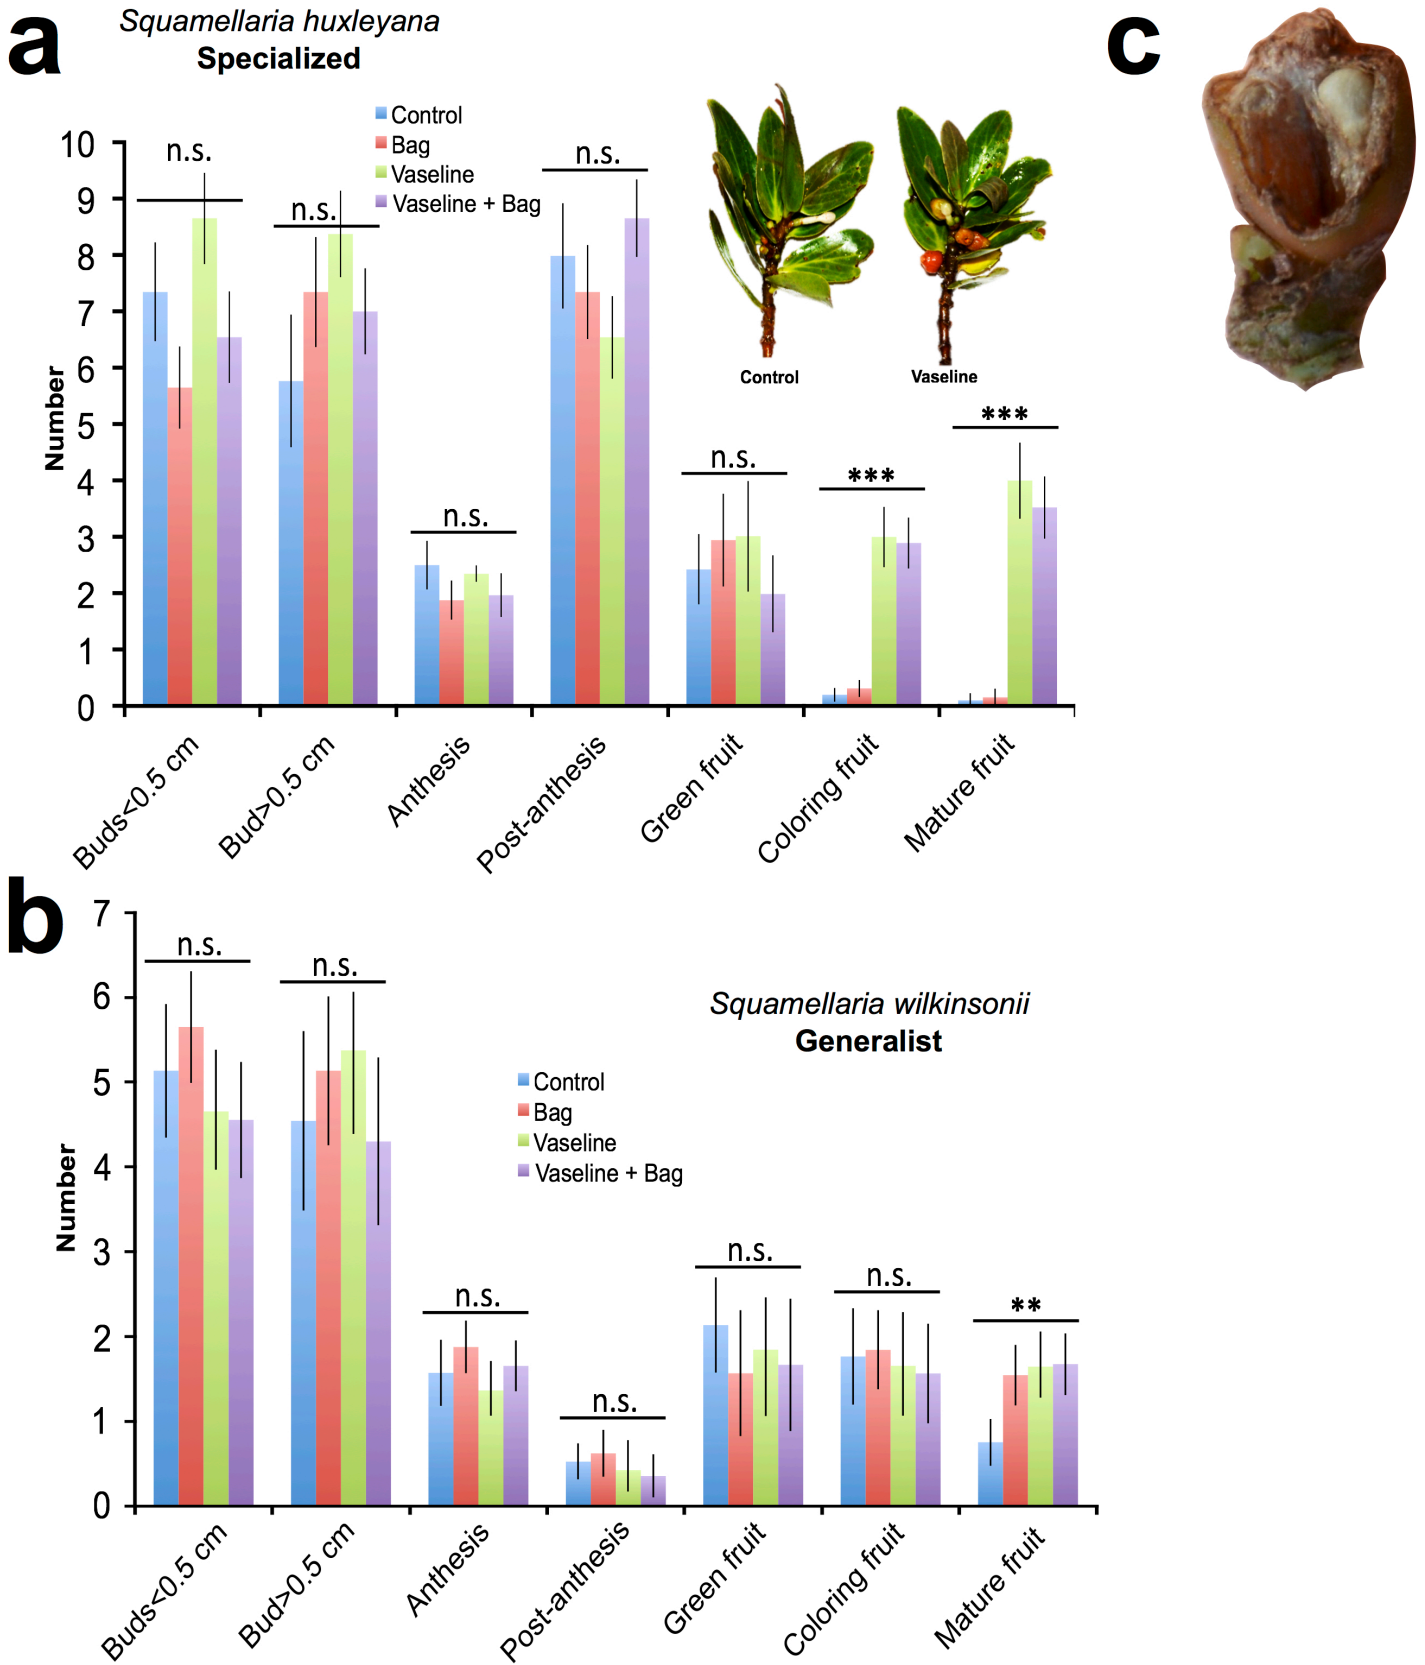 a
Squamellaria huxleyana
Specialized
c
Control
Bag
Vaseline
Vaseline + Bag
10
9
8
7
6
5
4
3
2
1
0
Number
n.s.
n.s.
n.s.
n.s.
n.s.
***
***
Control
Vaseline
Buds<0.5 cm
Bud>0.5 cm
Anthesis
Post-anthesis
Green fruit
Coloring fruit
Mature fruit
b
Squamellaria wilkinsonii
Generalist
Control
Bag
Vaseline
Vaseline + Bag
7
6
5
4
3
2
1
0
Number
n.s.
n.s.
n.s.
n.s.
n.s.
n.s.
**
Buds<0.5 cm
Bud>0.5 cm
Anthesis
Post-anthesis
Green fruit
Coloring fruit
Mature fruit